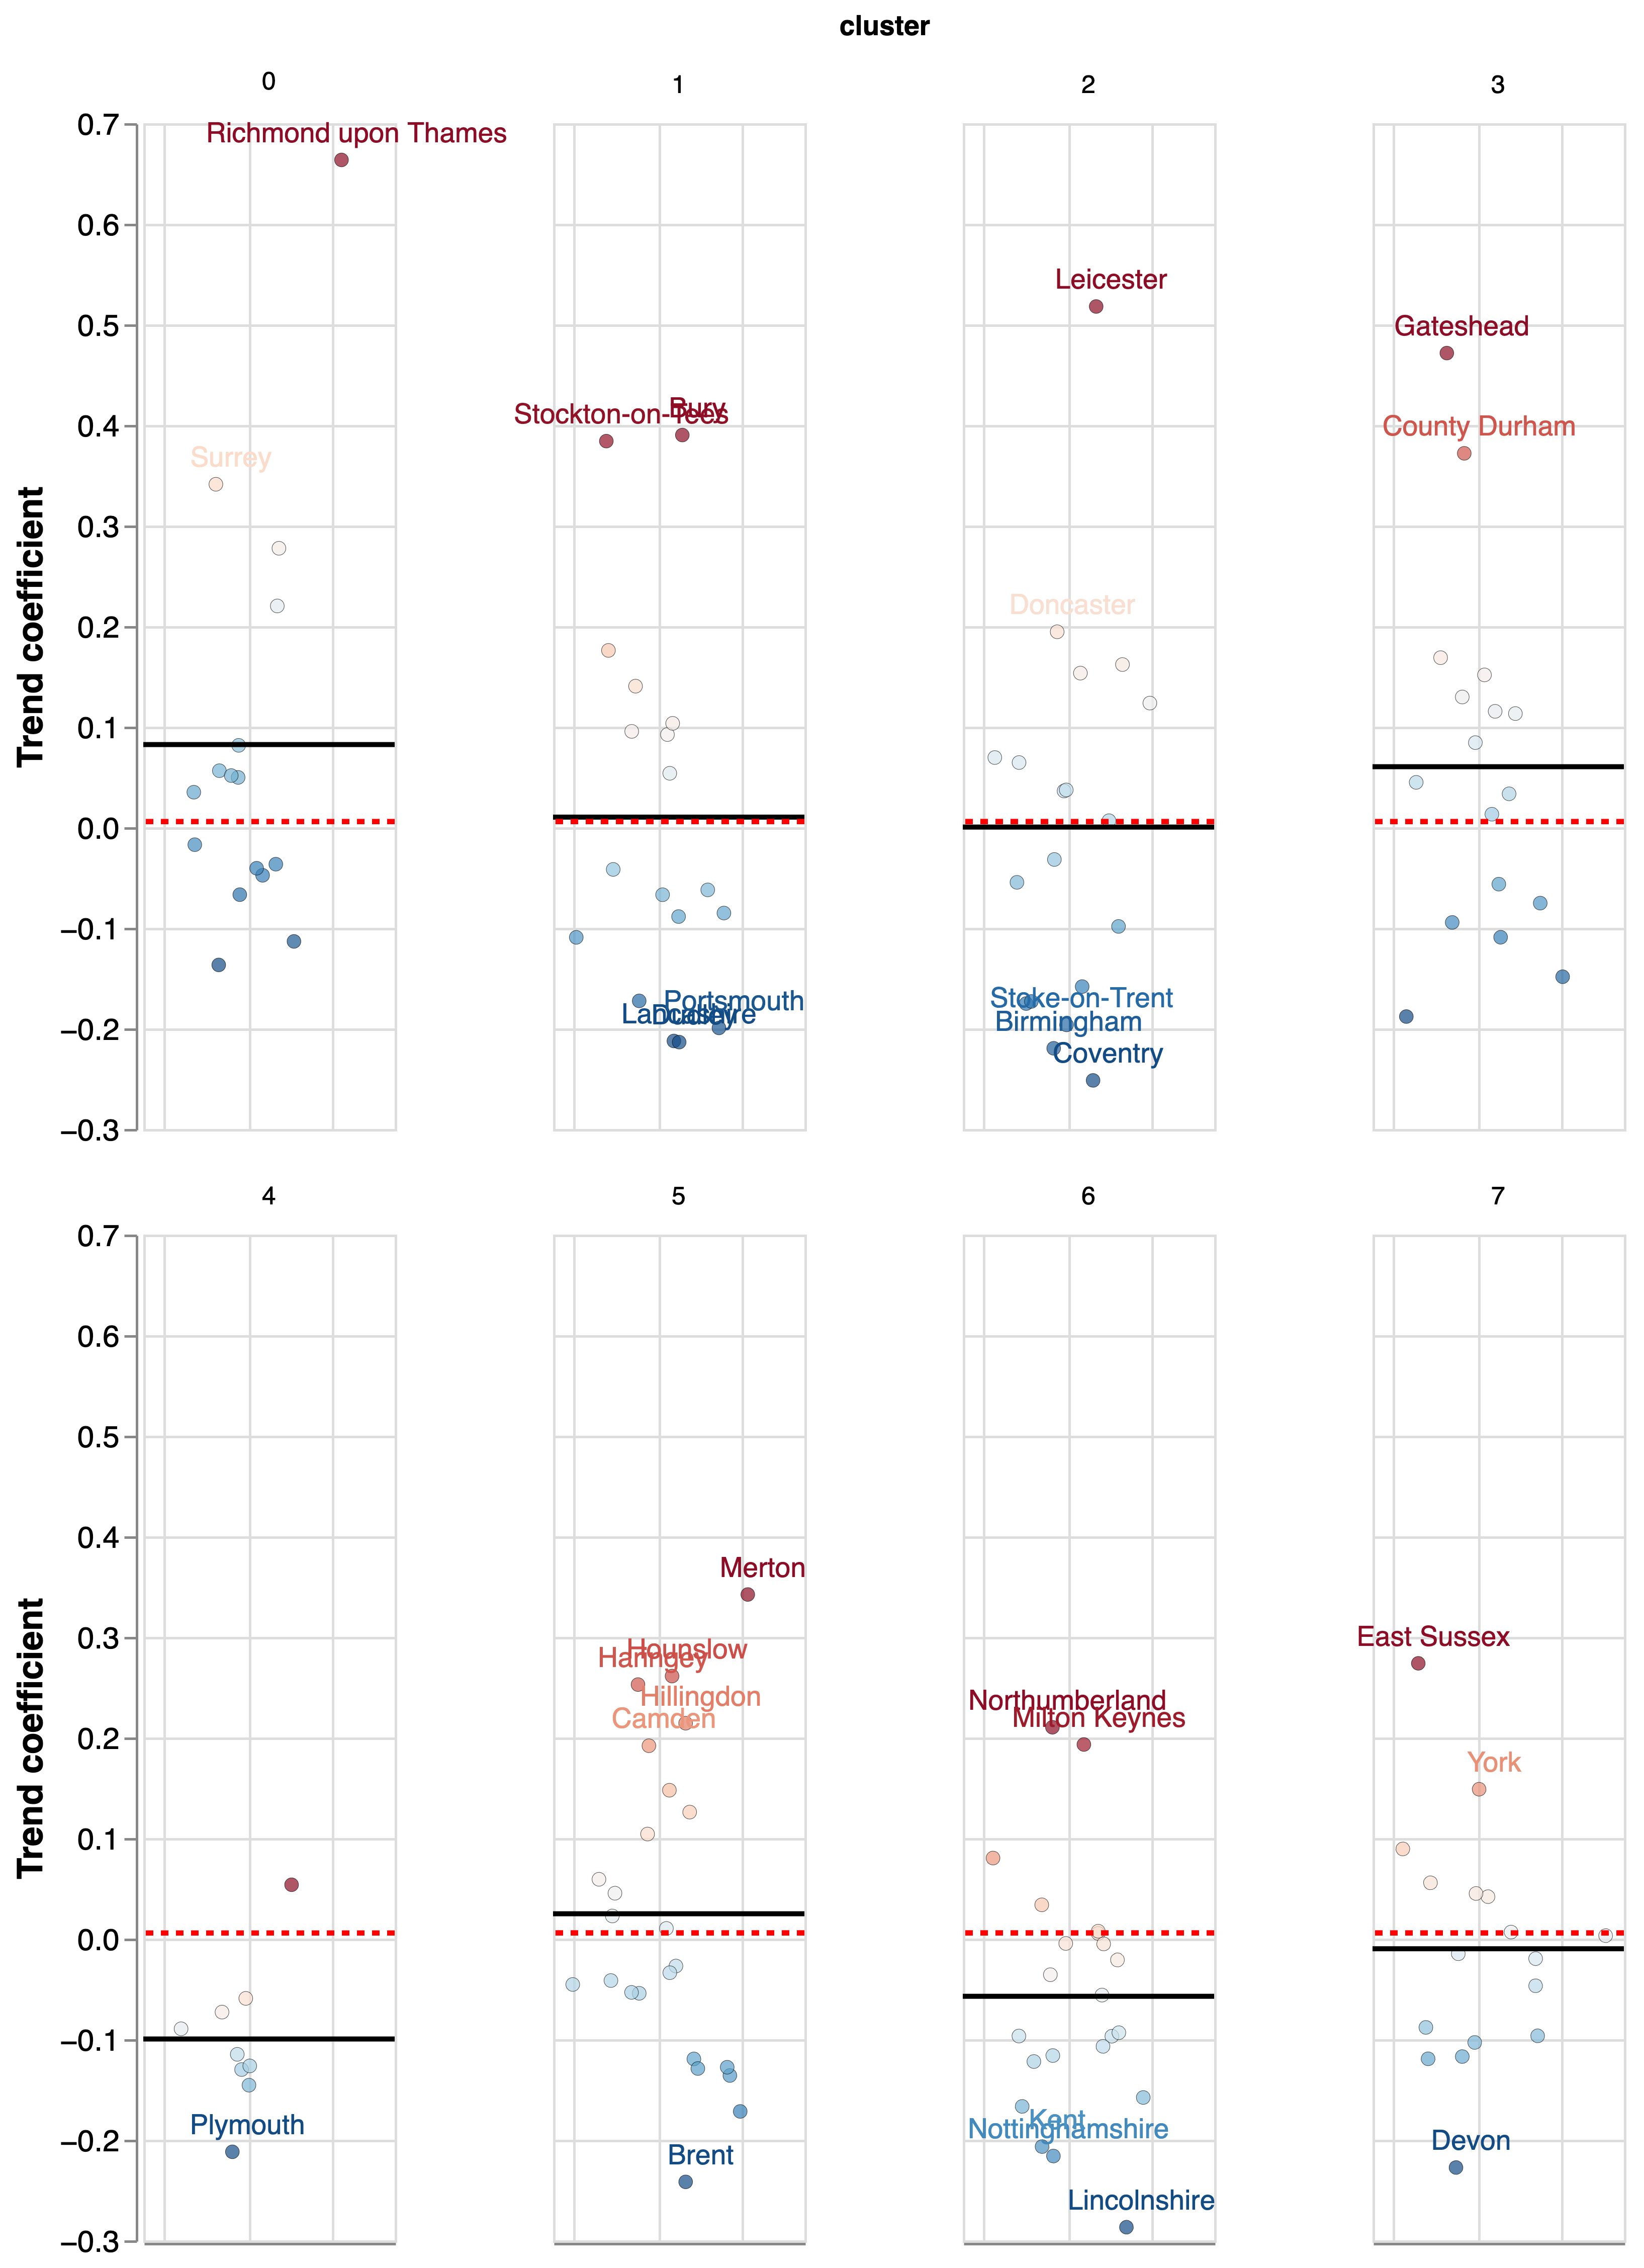 cluster
0
1
2
3
0.7
0.6
0.5
0.4
0.3
0.2
0.1
0.0
−0.1
−0.2
−0.3
Trend coefficient
Richmond upon Thames
Surrey
Stockton-on-Tees
Bury
Portsmouth
Lancashire
Dudley
Leicester
Doncaster
Stoke-on-Trent
Birmingham
Coventry
Gateshead
County Durham
4
5
6
7
0.7
0.6
0.5
0.4
0.3
0.2
0.1
0.0
−0.1
−0.2
−0.3
Trend coefficient
Plymouth
Merton
Hounslow
Haringey
Hillingdon
Camden
Brent
Northumberland
Milton Keynes
Kent
Nottinghamshire
Lincolnshire
East Sussex
York
Devon